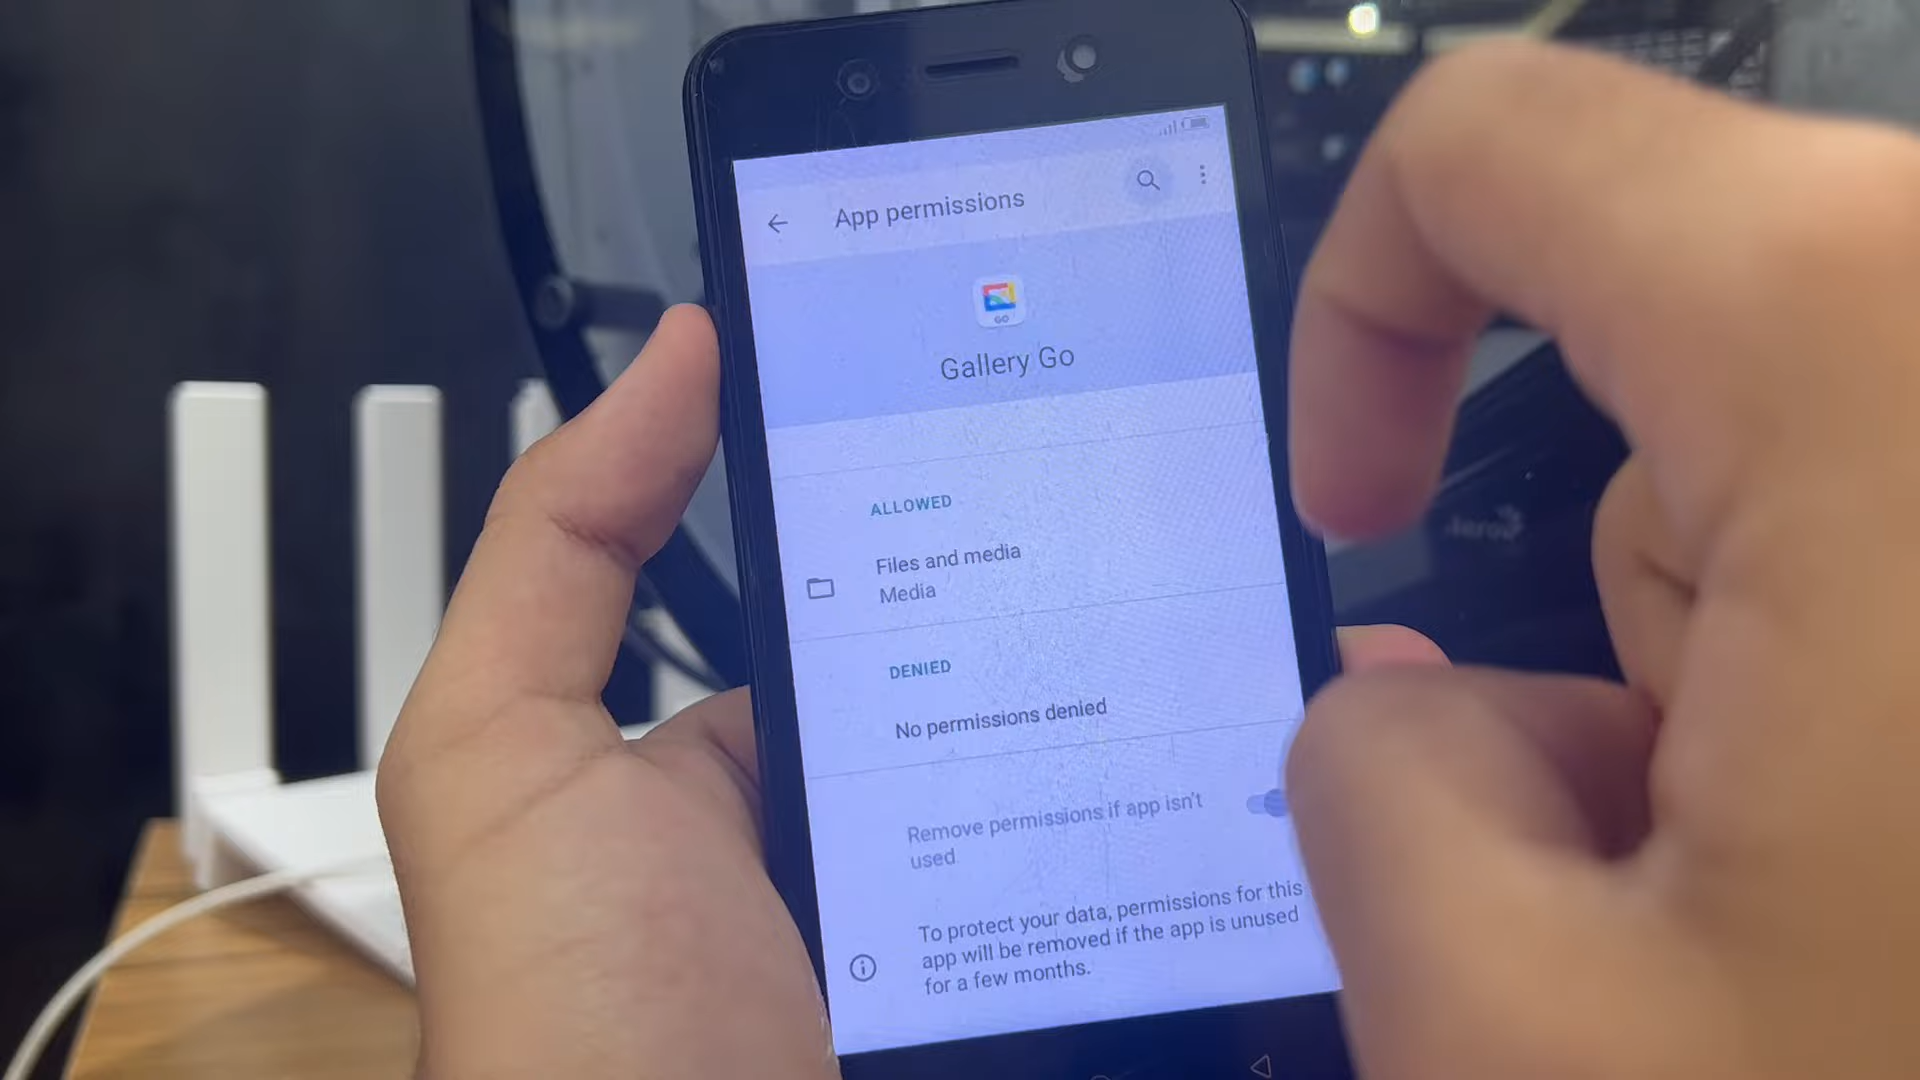 App permissions
GO
Gallery Go
ALLOWED
Files and media
Media
DENIED
No permissions denied
Remove permissions if app isn't
used
To protect your data, permissions for this
app will be removed if the app is unused
for a few months.